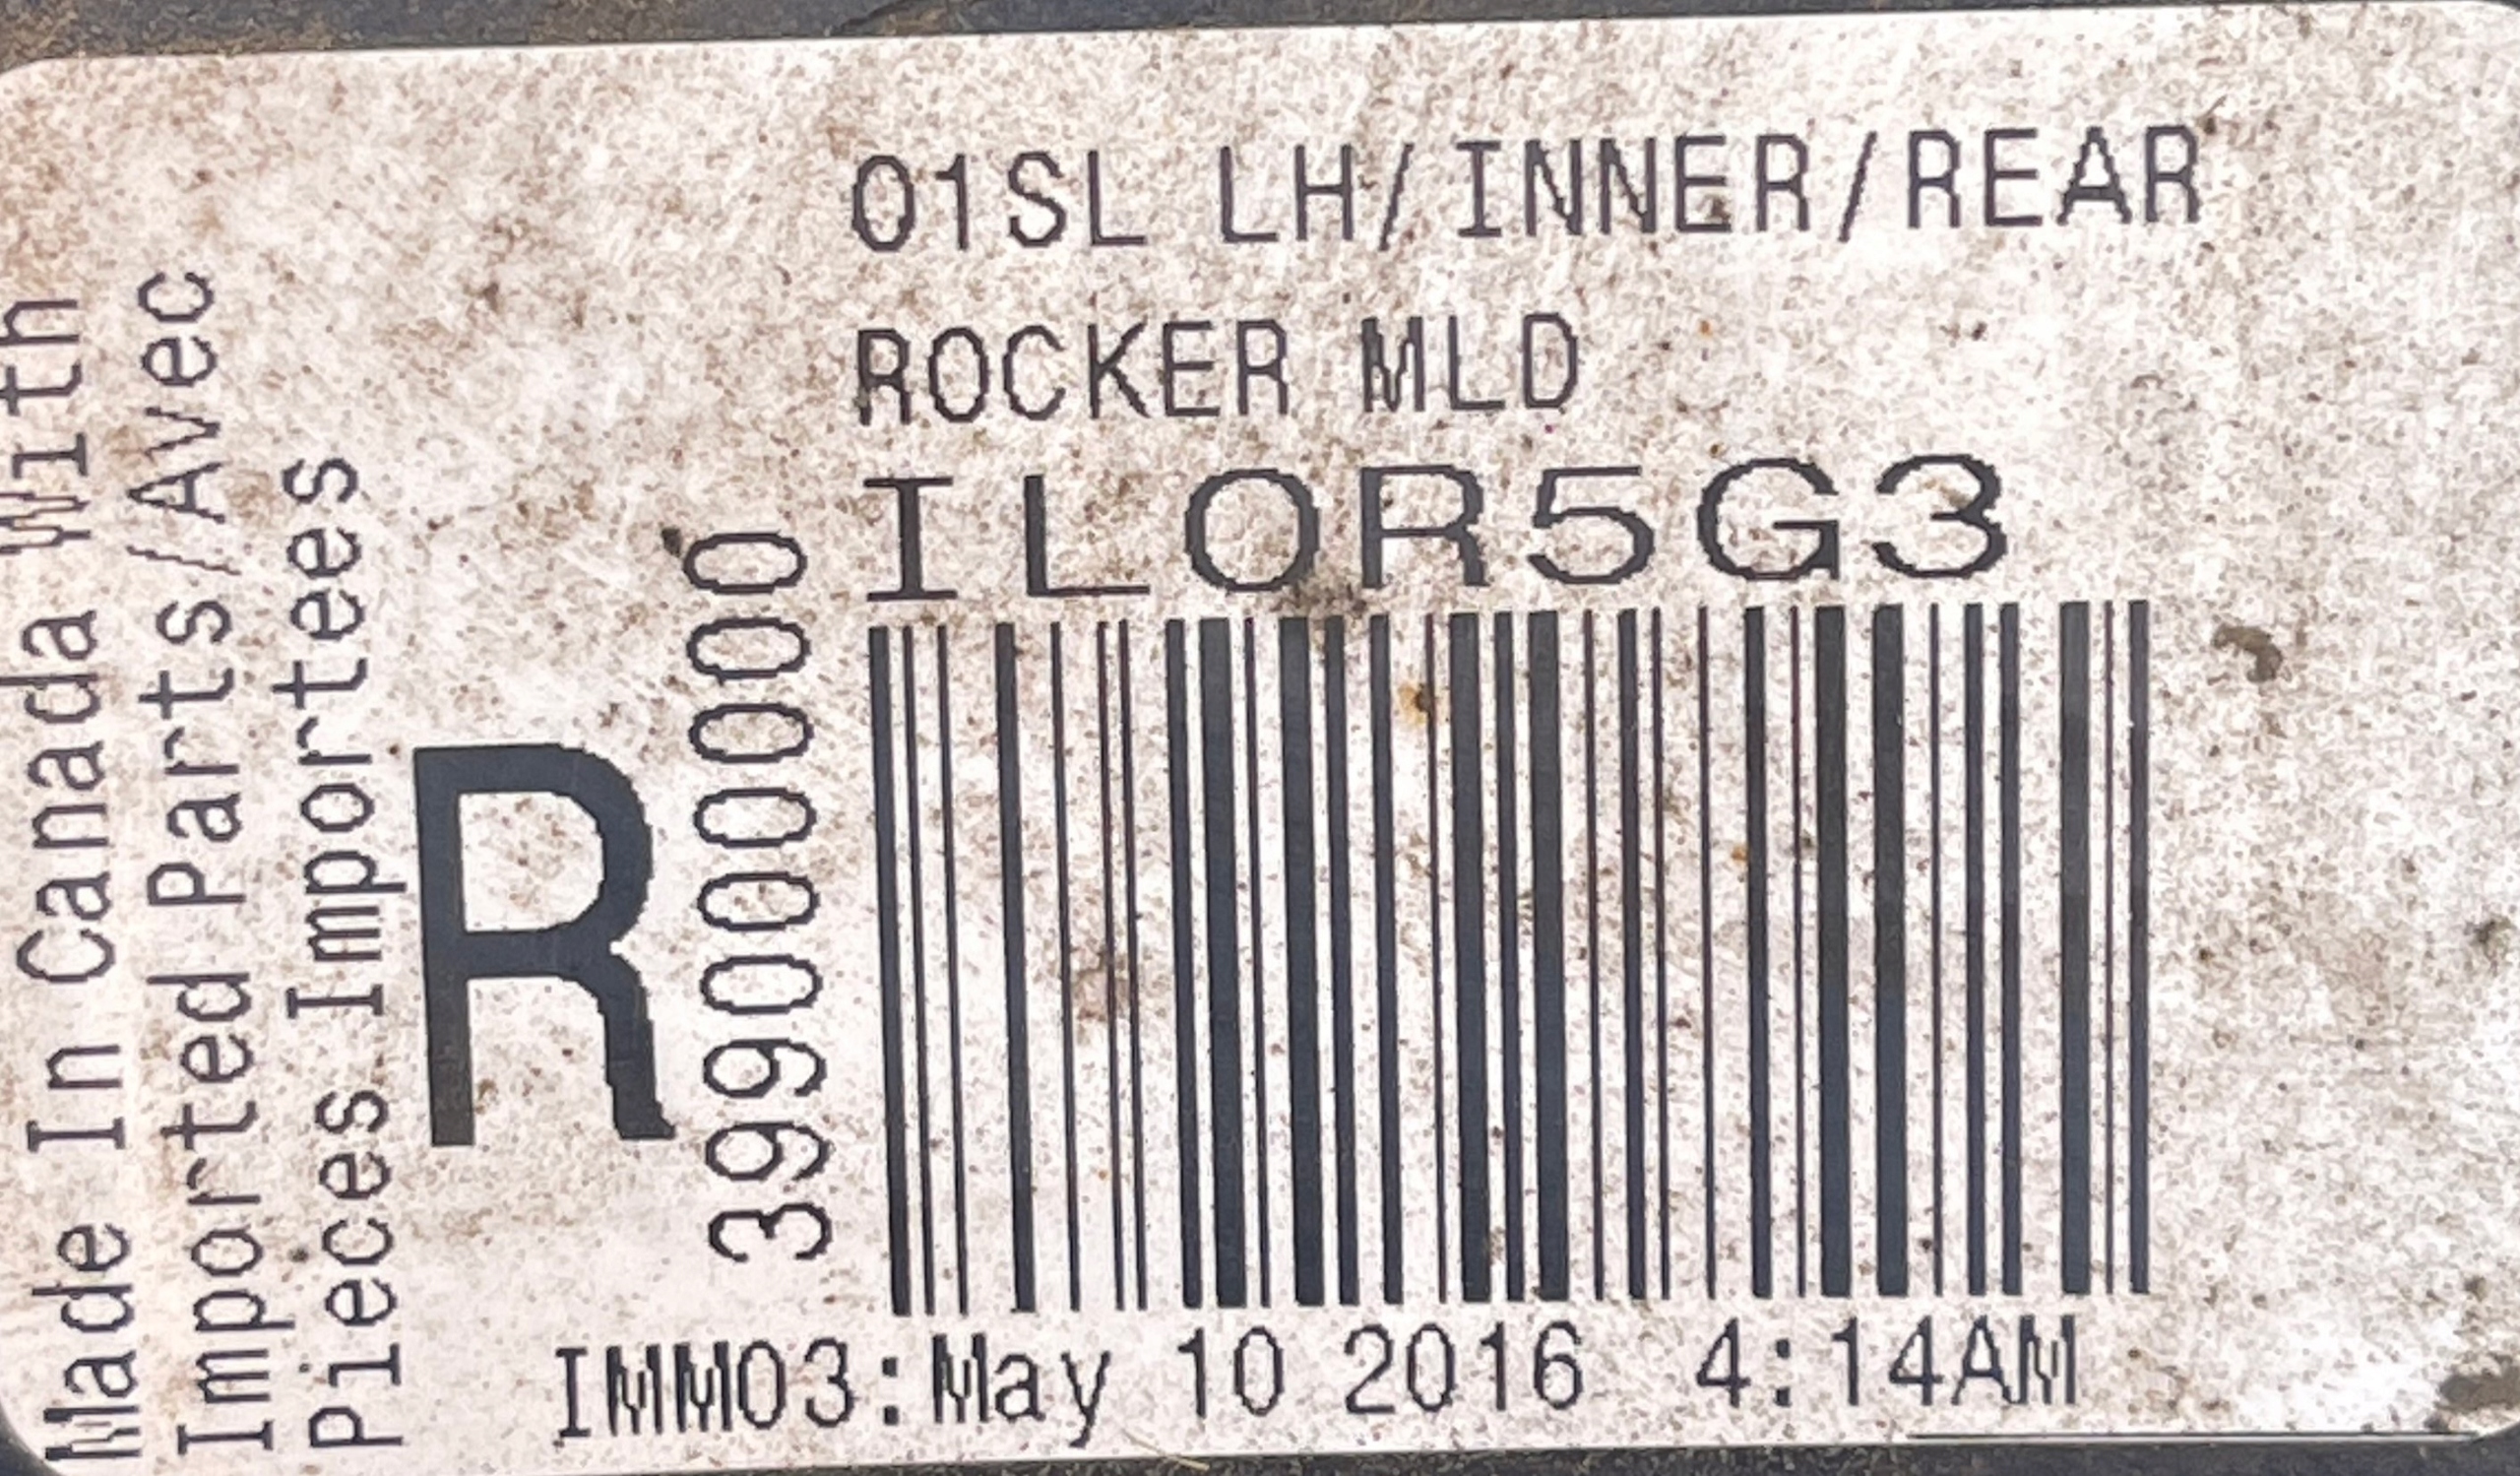 01SL LH/INNER/REAR
ROCKER MLD
ILOR5G3
399000000
R
IMM03:May 10 2016 4:14AM
Made In Canada With
Imported Parts/Avec
Pieces Importees